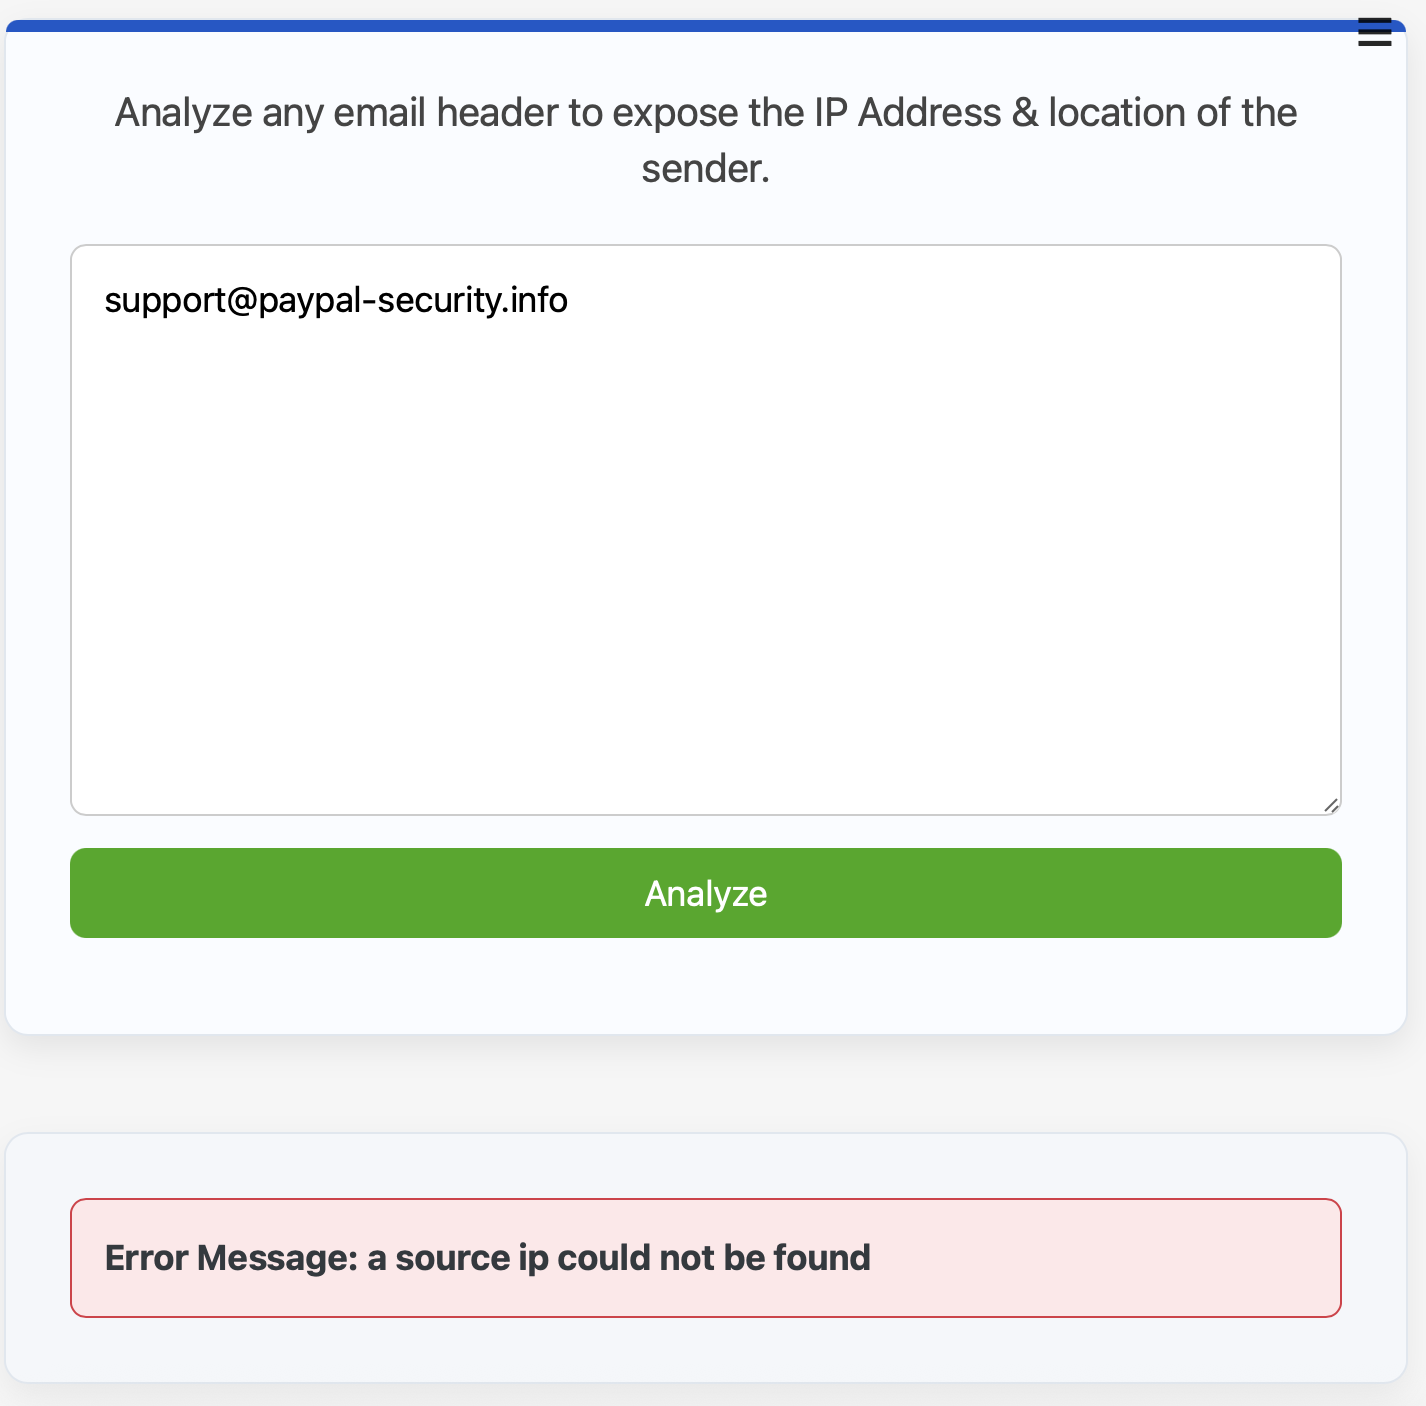 Analyze any email header to expose the IP Address & location of the
sender.
support@paypal-security.info
Analyze
Error Message: a source ip could not be found